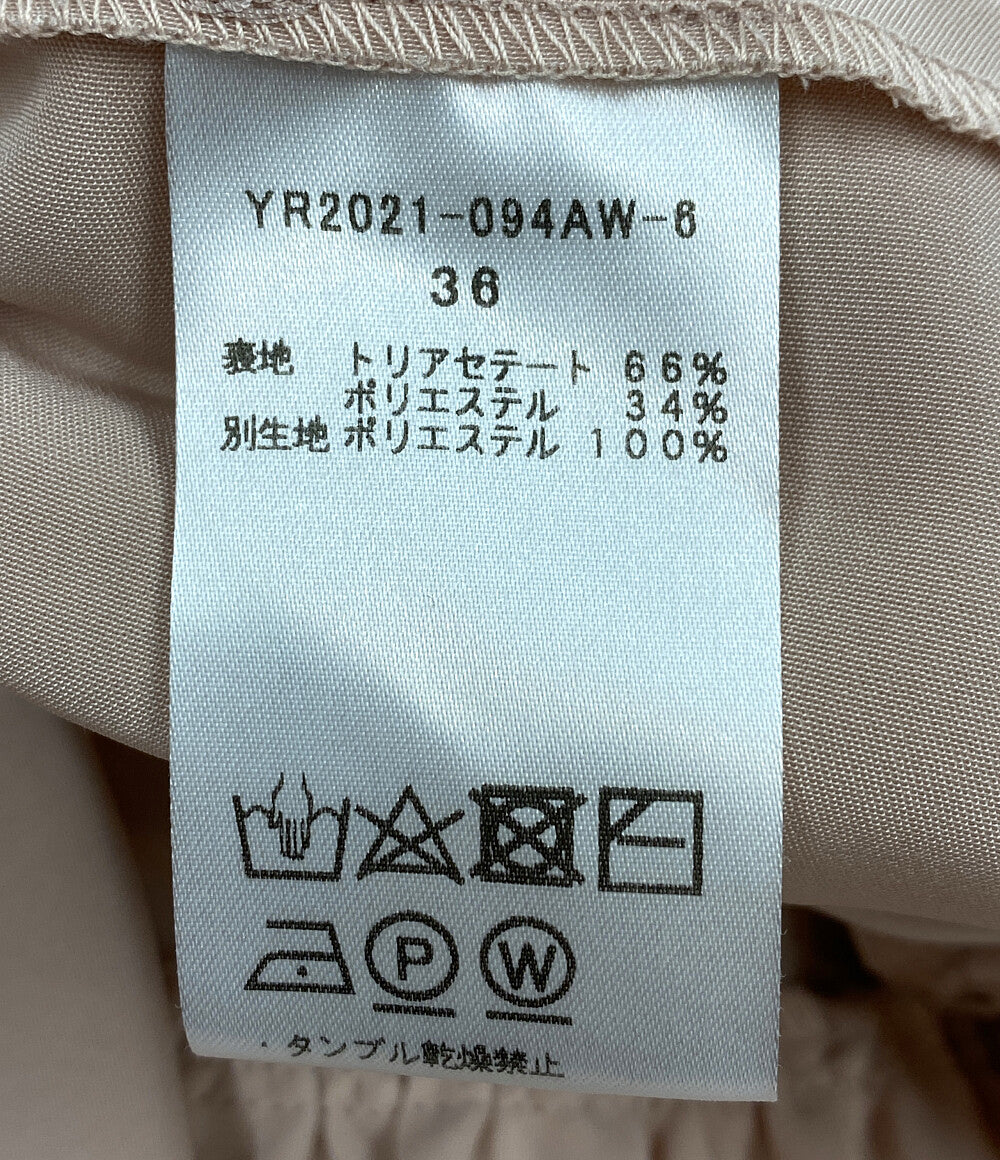 YR2021-094AW-6
36
裏地 トリアセテート 66%
ポリエステル 34%
別生地 ポリエステル 100%
P W
・タンブル乾燥禁止